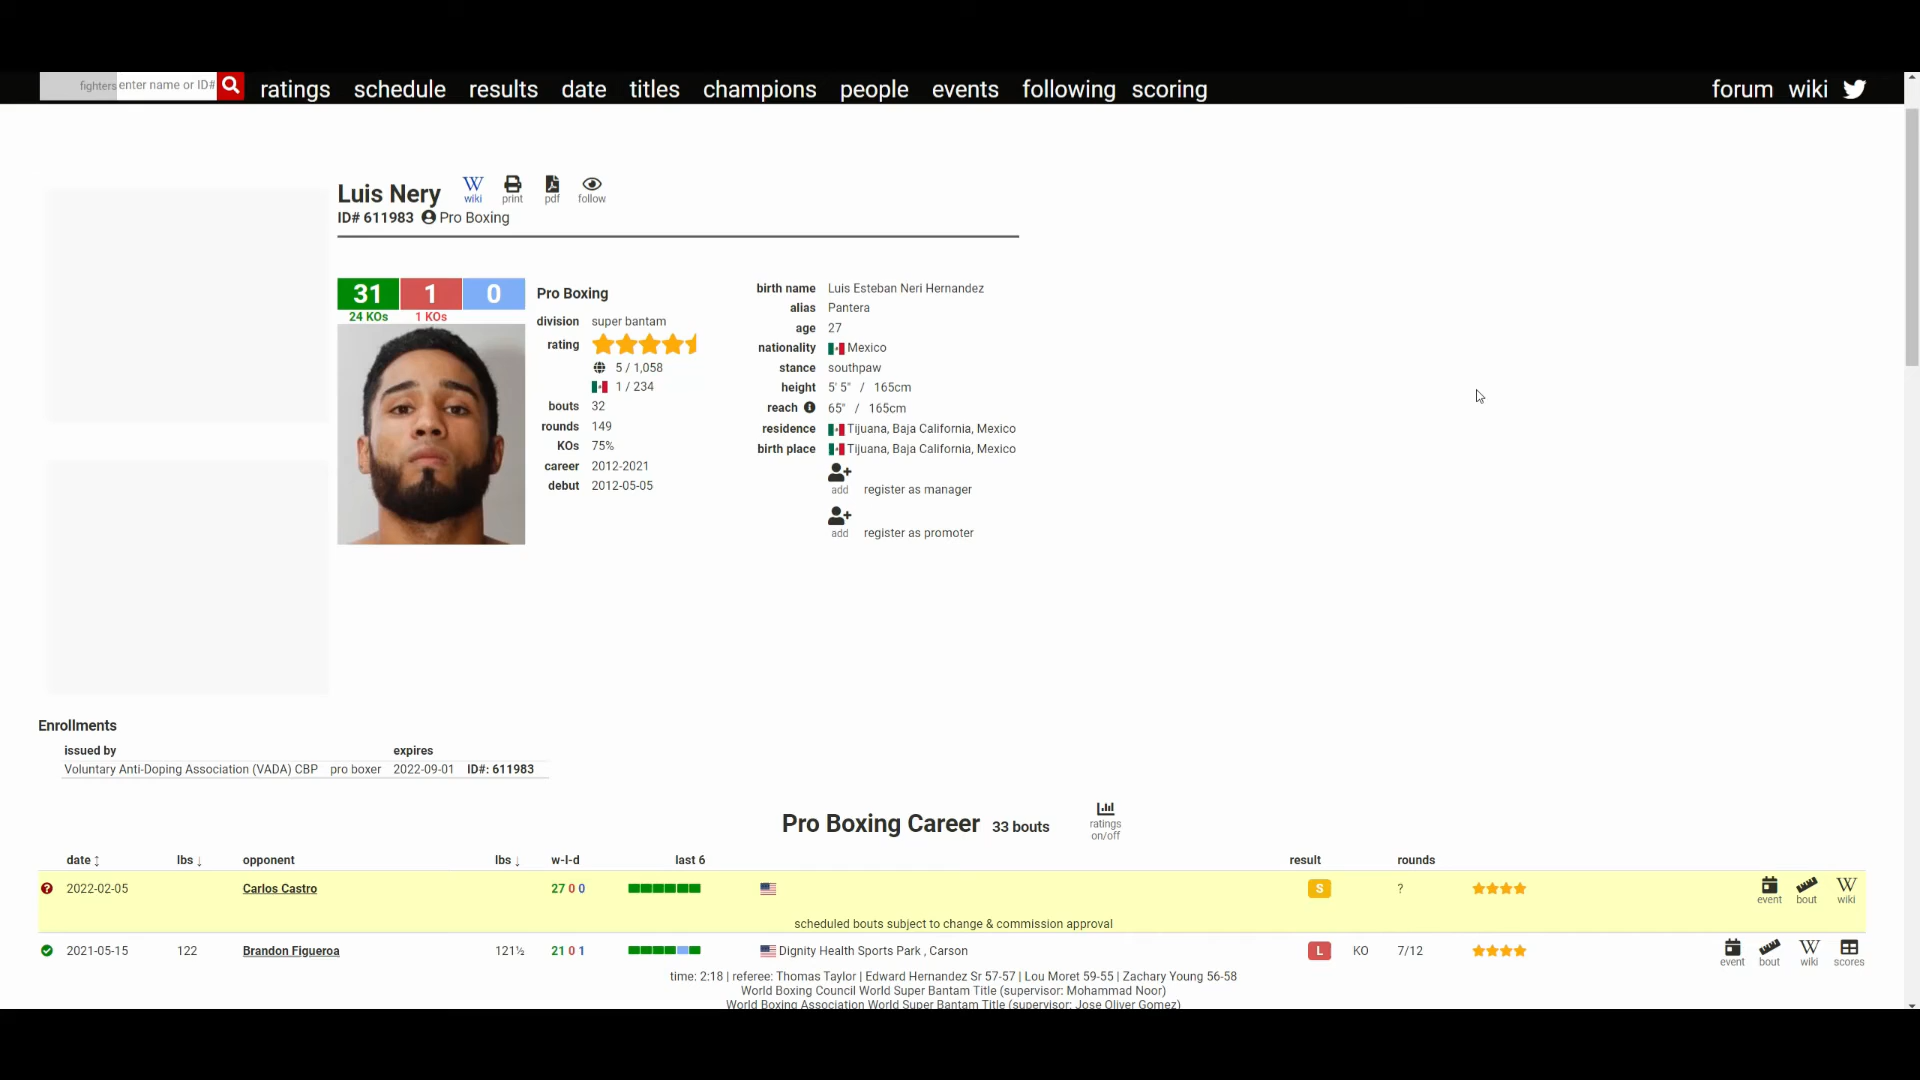 fighters enter name or ID# ratings schedule results date titles champions people events following scoring forum wiki
Luis Nery
W
wiki print pdf follow
ID# 611983 Pro Boxing
31 1 0
24 KOs 1 KOs
Pro Boxing
division super bantam
rating
5 / 1,058
1 / 234
bouts 32
rounds 149
KOs 75%
career 2012-2021
debut 2012-05-05
birth name Luis Esteban Neri Hernandez
alias Pantera
age 27
nationality Mexico
stance southpaw
height 5' 5" / 165cm
reach 65" / 165cm
residence Tijuana, Baja California, Mexico
birth place Tijuana, Baja California, Mexico
add register as manager
add register as promoter
Enrollments
issued by expires
Voluntary Anti-Doping Association (VADA) CBP pro boxer 2022-09-01 ID#: 611983
Pro Boxing Career 33 bouts
ratings
on/off
date lbs opponent lbs w-l-d last 6 result rounds
2022-02-05 Carlos Castro 27 0 0 S ? W
event bout wiki
scheduled bouts subject to change & commission approval
2021-05-15 122 Brandon Figueroa 121½ 21 0 1 Dignity Health Sports Park , Carson L KO 7/12 W
event bout wiki scores
time: 2:18 | referee: Thomas Taylor | Edward Hernandez Sr 57-57 | Lou Moret 59-55 | Zachary Young 56-58
World Boxing Council World Super Bantam Title (supervisor: Mohammad Noor)
World Boxing Association World Super Bantam Title (supervisor: Jose Oliver Gomez)